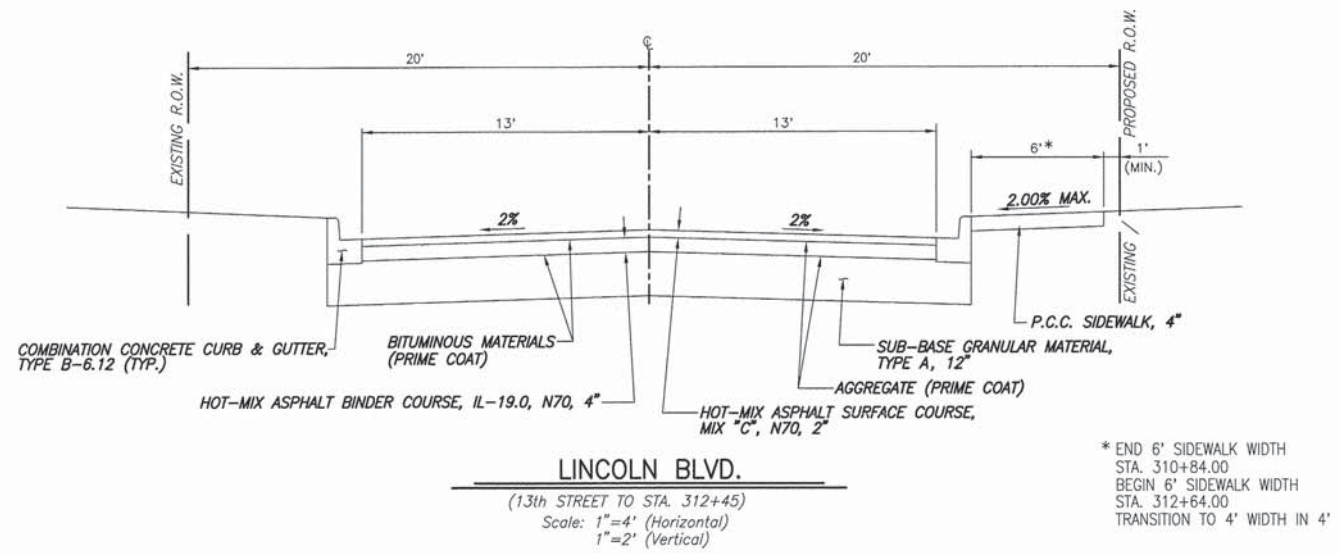 ℄
20'
20'
EXISTING R.O.W.
PROPOSED R.O.W.
EXISTING /
13'
13'
6'*
1'
(MIN.)
2.00% MAX.
2%
2%
COMBINATION CONCRETE CURB & GUTTER,
TYPE B-6.12 (TYP.)
BITUMINOUS MATERIALS
(PRIME COAT)
HOT-MIX ASPHALT BINDER COURSE, IL-19.0, N70, 4"
P.C.C. SIDEWALK, 4"
SUB-BASE GRANULAR MATERIAL,
TYPE A, 12"
AGGREGATE (PRIME COAT)
HOT-MIX ASPHALT SURFACE COURSE,
MIX "C", N70, 2"
LINCOLN BLVD.
(13th STREET TO STA. 312+45)
Scale: 1"=4' (Horizontal)
1"=2' (Vertical)
* END 6' SIDEWALK WIDTH
STA. 310+84.00
BEGIN 6' SIDEWALK WIDTH
STA. 312+64.00
TRANSITION TO 4' WIDTH IN 4'